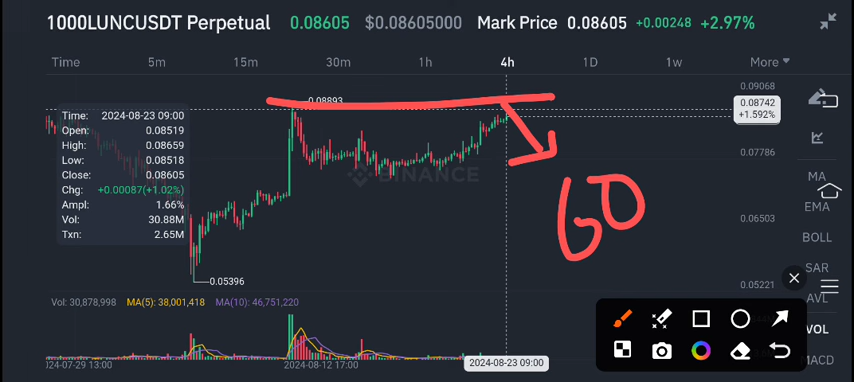 1000LUNCUSDT Perpetual 0.08605 $0.08605000 Mark Price 0.08605 +0.00248 +2.97%
Time 5m 15m 30m 1h 4h 1D 1w More
0.08893
0.09068
0.08742
+1.592%
Time: 2024-08-23 09:00
Open: 0.08519
High: 0.08659
Low: 0.08518
Close: 0.08605
Chg: +0.00087(+1.02%)
Ampl: 1.66%
Vol: 30.88M
Txn: 2.65M
0.07786
0.06503
0.05221
BINANCE
GO
0.05396
MA
EMA
BOLL
SAR
AVL
VOL
MACD
Vol: 30,878,998 MA(5): 38,001,418 MA(10): 46,751,220
2024-07-29 13:00 2024-08-12 17:00 2024-08-23 09:00